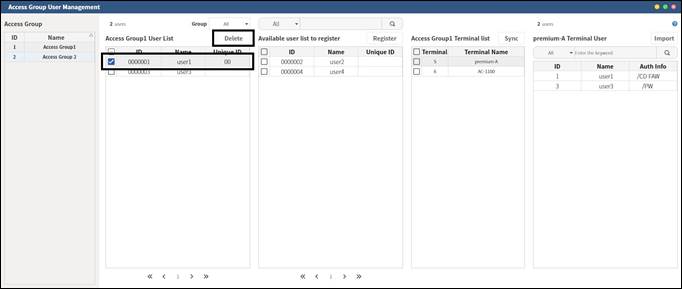 Access Group User Management
Access Group
ID Name
1 Access Group1
2 Access Group 2
2 users Group All
Access Group1 User List Delete
ID Name Unique ID
0000001 user1 00
0000003 user3
1
All
Available user list to register Register
ID Name Unique ID
0000002 user2
0000004 user4
1
Access Group1 Terminal list Sync
Terminal Terminal Name
5 premium-A
6 AC-1100
2 users
premium-A Terminal User Import
All Enter the keyword
ID Name Auth Info
1 user1 /CD FAW
3 user3 /PW